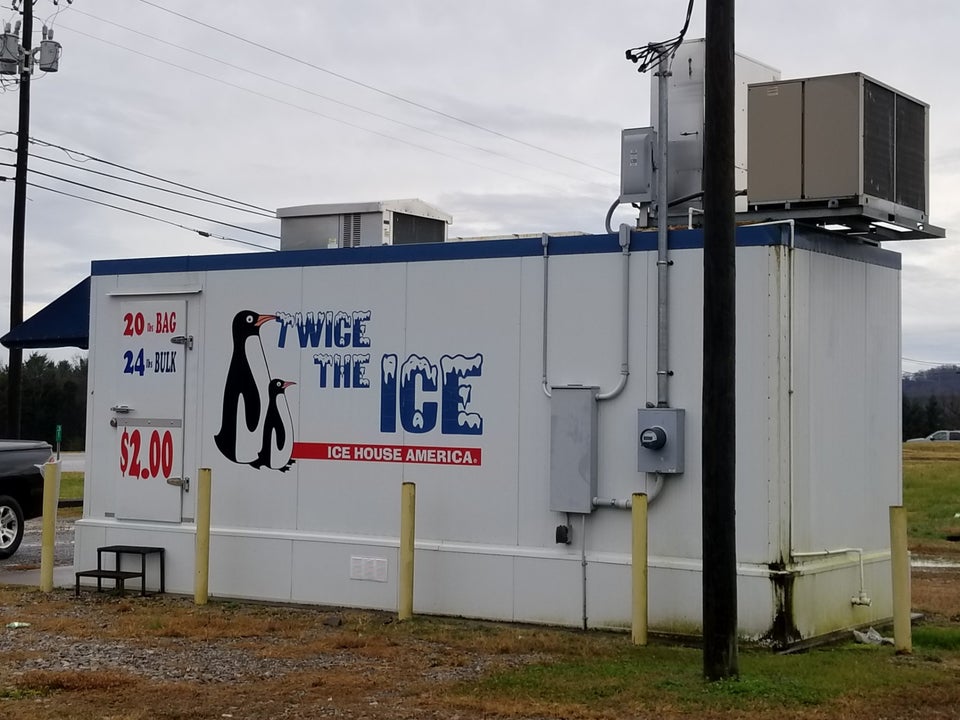 20 lbs BAG
24 lbs BULK
$2.00
TWICE
THE
ICE
ICE HOUSE AMERICA®